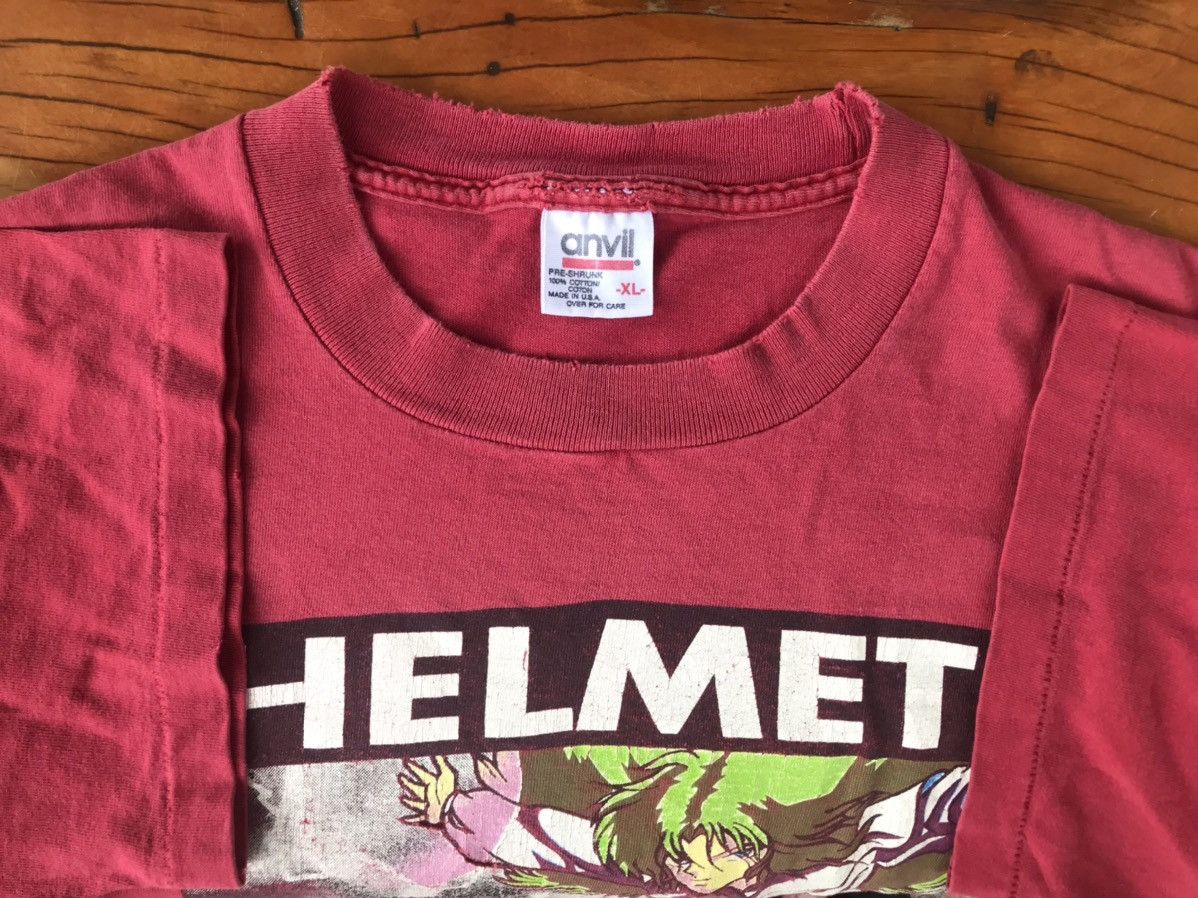 anvil®
PRE-SHRUNK
100% COTTON/
COTON
MADE IN U.S.A.
OVER FOR CARE
-XL-
HELMET